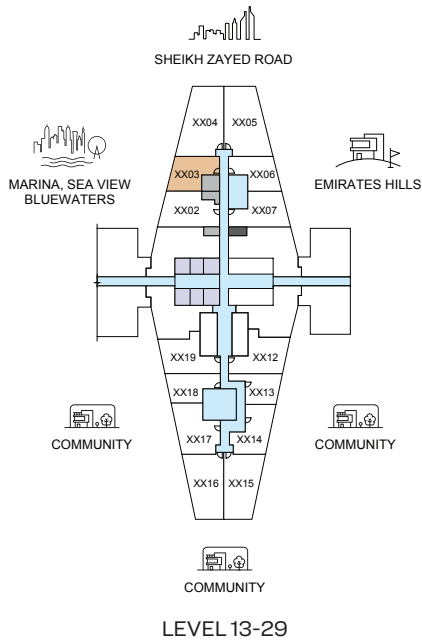 SHEIKH ZAYED ROAD
XX04 XX05
MARINA, SEA VIEW
BLUEWATERS
XX03 XX06
EMIRATES HILLS
XX02 XX07
XX19 XX12
XX18 XX13
COMMUNITY
XX17 XX14
COMMUNITY
XX16 XX15
COMMUNITY
LEVEL 13-29